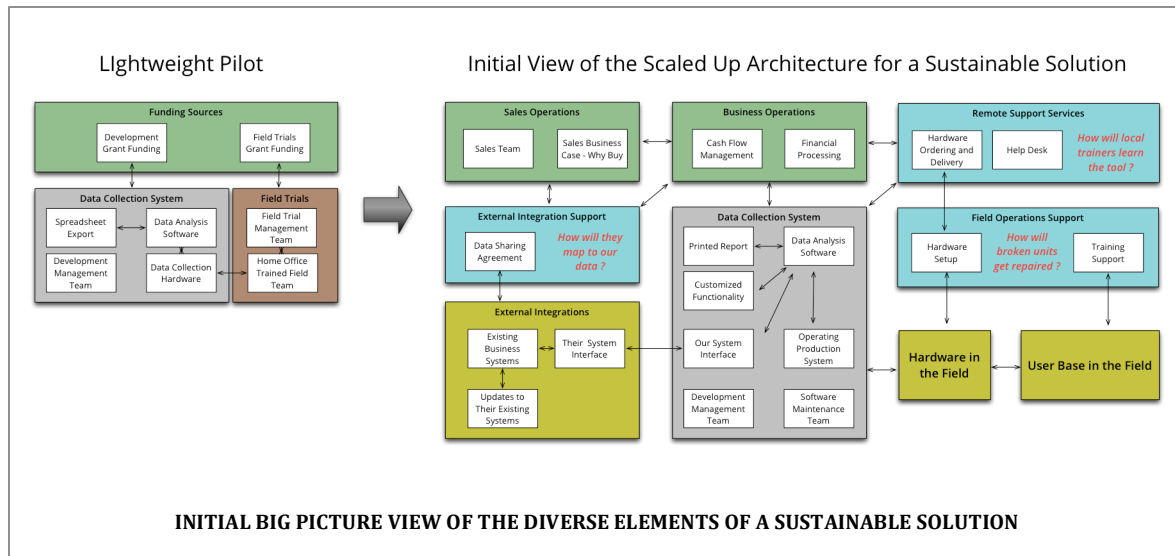 LIghtweight Pilot
Initial View of the Scaled Up Architecture for a Sustainable Solution
Funding Sources
Development
Grant Funding
Field Trials
Grant Funding
Data Collection System
Spreadsheet
Export
Data Analysis
Software
Development
Management
Team
Data Collection
Hardware
Field Trials
Field Trial
Management
Team
Home Office
Trained Field
Team
Sales Operations
Sales Team
Sales Business
Case - Why Buy
Business Operations
Cash Flow
Management
Financial
Processing
Remote Support Services
Hardware
Ordering and
Delivery
Help Desk
How will local
trainers learn
the tool ?
External Integration Support
Data Sharing
Agreement
How will they
map to our
data ?
Data Collection System
Printed Report
Data Analysis
Software
Customized
Functionality
Our System
Interface
Operating
Production
System
Development
Management
Team
Software
Maintenance
Team
Field Operations Support
Hardware
Setup
How will
broken units
get repaired ?
Training
Support
External Integrations
Existing
Business
Systems
Their System
Interface
Updates to
Their Existing
Systems
Hardware in
the Field
User Base in the Field
INITIAL BIG PICTURE VIEW OF THE DIVERSE ELEMENTS OF A SUSTAINABLE SOLUTION